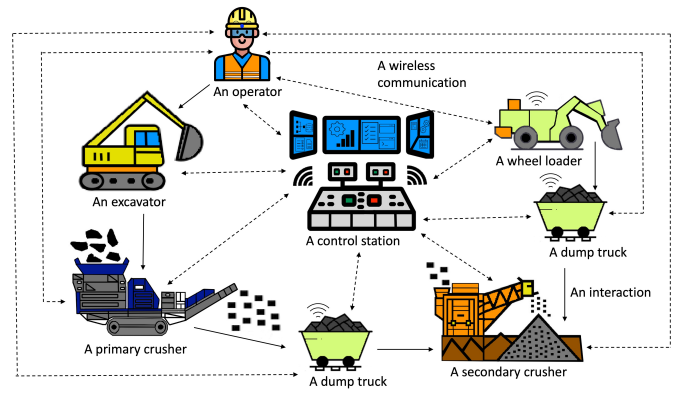 A wireless
communication
An operator
A wheel loader
An excavator
A control station
A dump truck
An interaction
A primary crusher
A dump truck
A secondary crusher